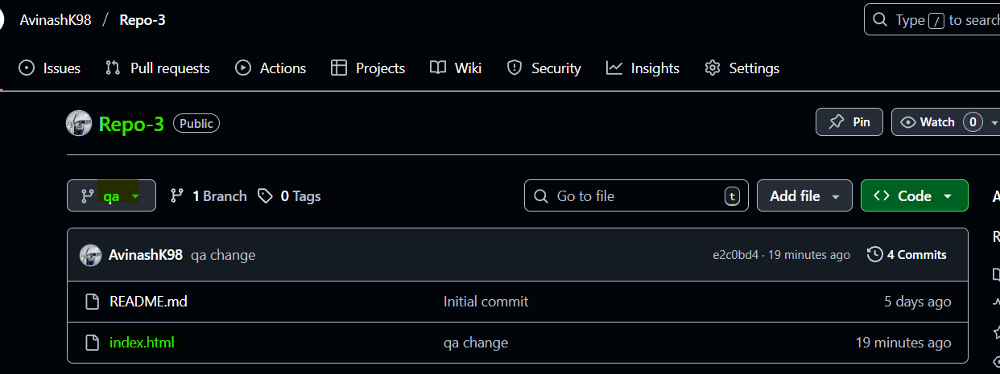 AvinashK98 / Repo-3 Type / to search
Issues Pull requests Actions Projects Wiki Security Insights Settings
Repo-3 Public Pin Watch 0
qa 1 Branch 0 Tags Go to file t Add file Code
AvinashK98 qa change e2c0bd4 · 19 minutes ago 4 Commits
README.md Initial commit 5 days ago
index.html qa change 19 minutes ago